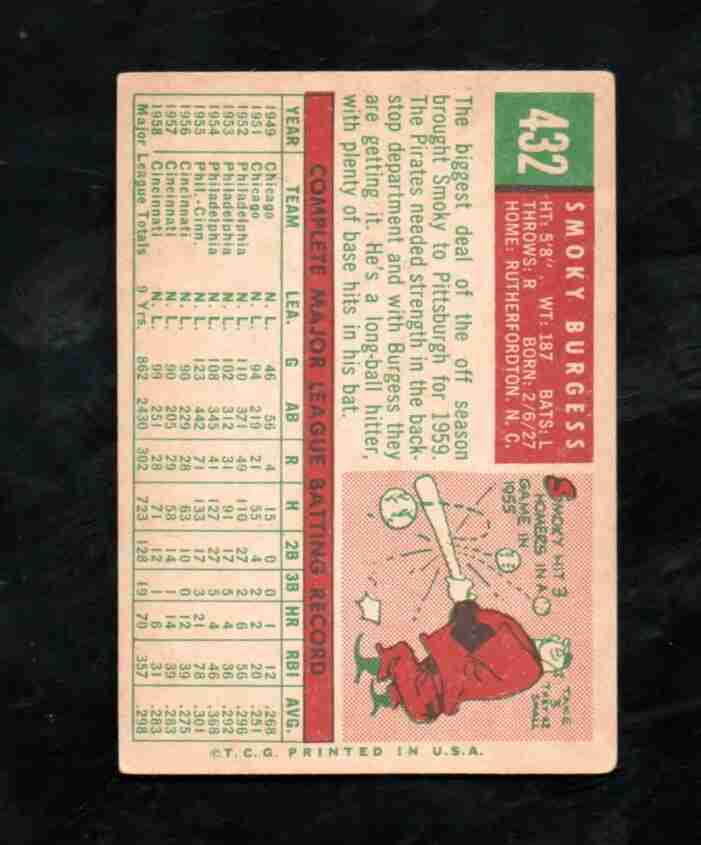 432
SMOKY BURGESS
HT: 5'8". WT: 187 BATS: L
THROWS: R BORN: 2/6/27
HOME: RUTHERFORDTON, N. C.
The biggest deal of the off season
brought Smoky to Pittsburgh for 1959.
The Pirates needed strength in the back-
stop department and with Burgess they
are getting it. He's a long-ball hitter,
with plenty of base hits in his bat.
SMOKY HIT 3
HOMERS IN A
GAME IN
1955
TAKE
3
SMALL
COMPLETE MAJOR LEAGUE BATTING RECORD
YEAR TEAM LEA. G AB R H 2B 3B HR RBI AVG.
1949 Chicago N. L. 46 56 4 15 0 0 1 12 .268
1951 Chicago N. L. 94 219 21 55 4 2 2 20 .251
1952 Philadelphia N. L. 110 371 49 110 27 2 6 56 .296
1953 Philadelphia N. L. 102 312 31 91 17 5 4 36 .292
1954 Philadelphia N. L. 108 345 41 127 27 5 4 46 .368
1955 Phil.-Cinn. N. L. 123 442 71 133 17 3 21 78 .301
1956 Cincinnati N. L. 90 229 28 63 10 0 12 39 .275
1957 Cincinnati N. L. 90 205 29 58 14 1 14 39 .283
1958 Cincinnati N. L. 99 251 28 71 12 1 6 31 .283
Major League Totals 9 Yrs. 862 2430 302 723 128 19 70 357 .298
©T.C.G. PRINTED IN U.S.A.